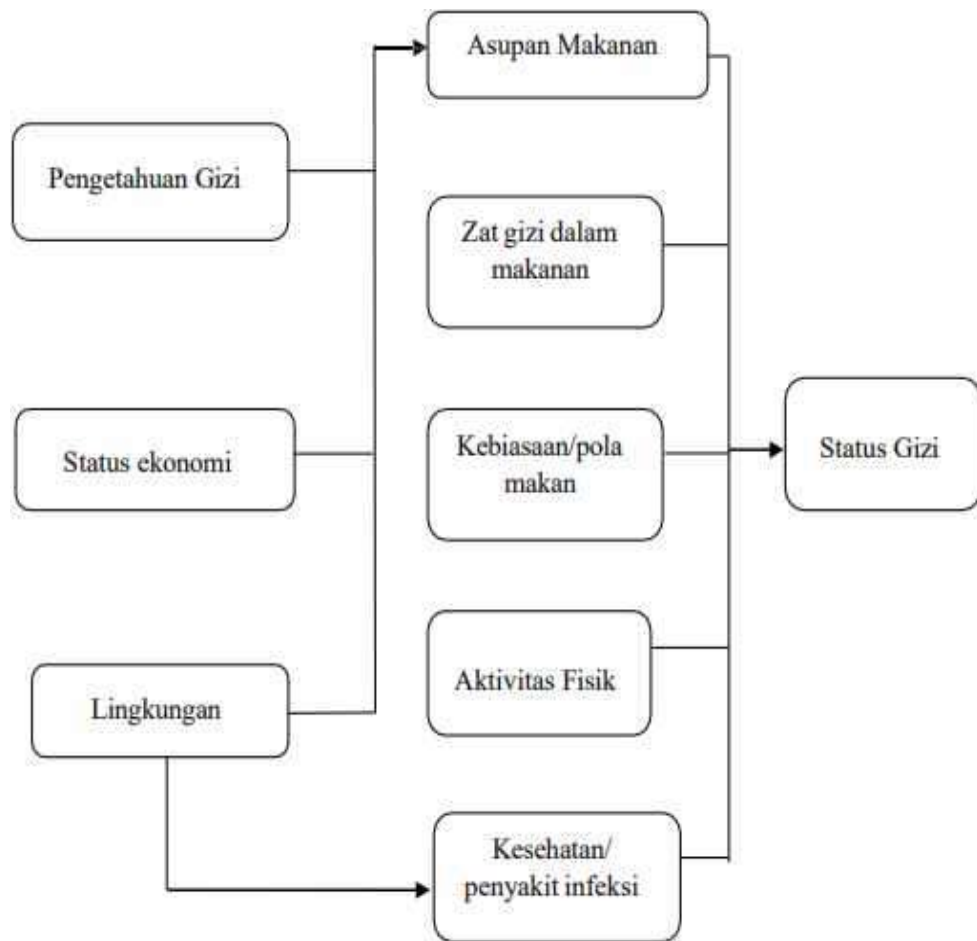 Asupan Makanan
Pengetahuan Gizi
Zat gizi dalam
makanan
Status ekonomi
Kebiasaan/pola
makan
Status Gizi
Aktivitas Fisik
Lingkungan
Kesehatan/
penyakit infeksi